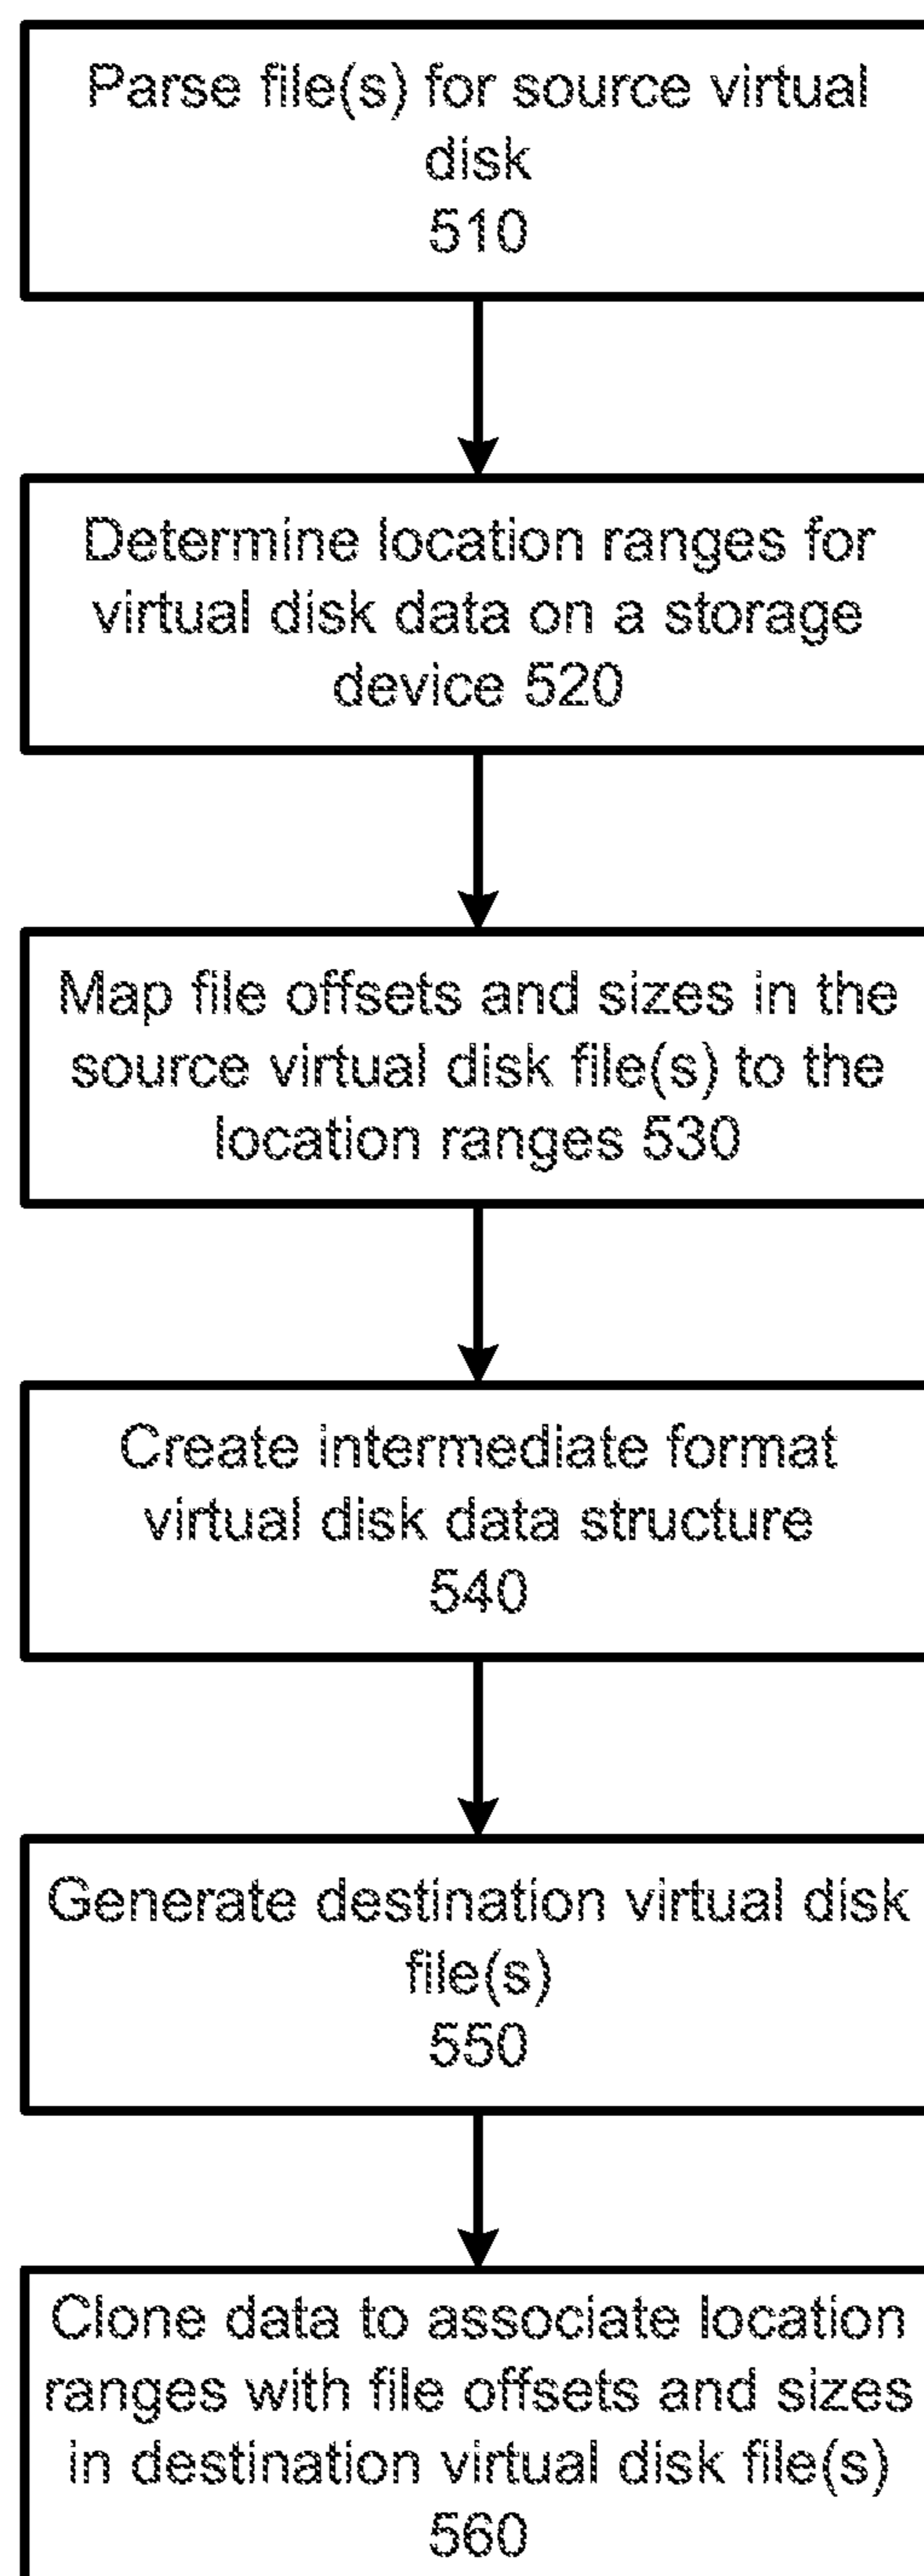 Parse file(s) for source virtual
disk
510
Determine location ranges for
virtual disk data on a storage
device 520
Map file offsets and sizes in the
source virtual disk file(s) to the
location ranges 530
Create intermediate format
virtual disk data structure
540
Generate destination virtual disk
file(s)
550
Clone data to associate location
ranges with file offsets and sizes
in destination virtual disk file(s)
560